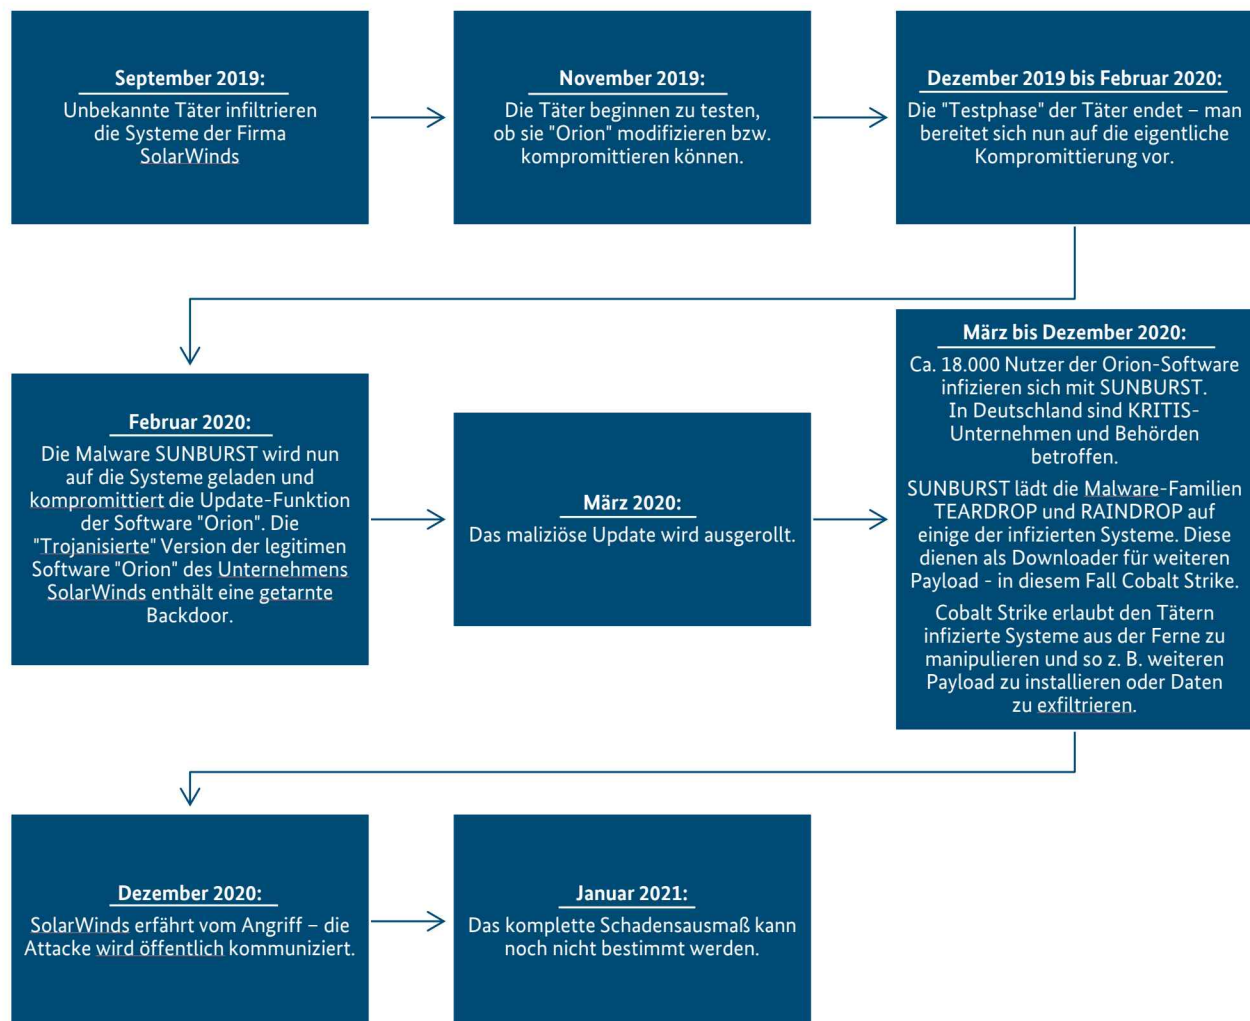 September 2019:
Unbekannte Täter infiltrieren
die Systeme der Firma
SolarWinds
November 2019:
Die Täter beginnen zu testen,
ob sie "Orion" modifizieren bzw.
kompromittieren können.
Dezember 2019 bis Februar 2020:
Die "Testphase" der Täter endet – man
bereitet sich nun auf die eigentliche
Kompromittierung vor.
Februar 2020:
Die Malware SUNBURST wird nun
auf die Systeme geladen und
kompromittiert die Update-Funktion
der Software "Orion". Die
"Trojanisierte" Version der legitimen
Software "Orion" des Unternehmens
SolarWinds enthält eine getarnte
Backdoor.
März 2020:
Das maliziöse Update wird ausgerollt.
März bis Dezember 2020:
Ca. 18.000 Nutzer der Orion-Software
infizieren sich mit SUNBURST.
In Deutschland sind KRITIS-
Unternehmen und Behörden
betroffen.
SUNBURST lädt die Malware-Familien
TEARDROP und RAINDROP auf
einige der infizierten Systeme. Diese
dienen als Downloader für weiteren
Payload - in diesem Fall Cobalt Strike.
Cobalt Strike erlaubt den Tätern
infizierte Systeme aus der Ferne zu
manipulieren und so z. B. weiteren
Payload zu installieren oder Daten
zu exfiltrieren.
Dezember 2020:
SolarWinds erfährt vom Angriff – die
Attacke wird öffentlich kommuniziert.
Januar 2021:
Das komplette Schadensausmaß kann
noch nicht bestimmt werden.